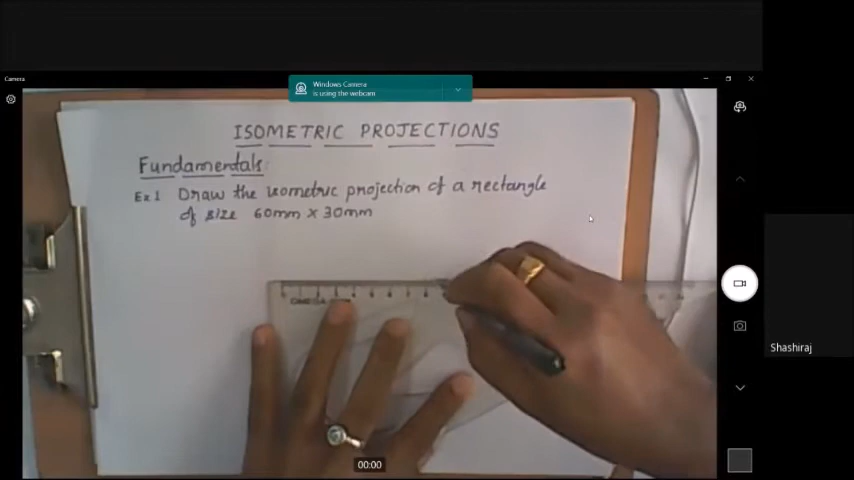 Camera
Windows Camera
is using the webcam
ISOMETRIC PROJECTIONS
Fundamentals:
Ex 1 Draw the isometric projection of a rectangle
of size 60mm x 30mm
Shashiraj
00:00